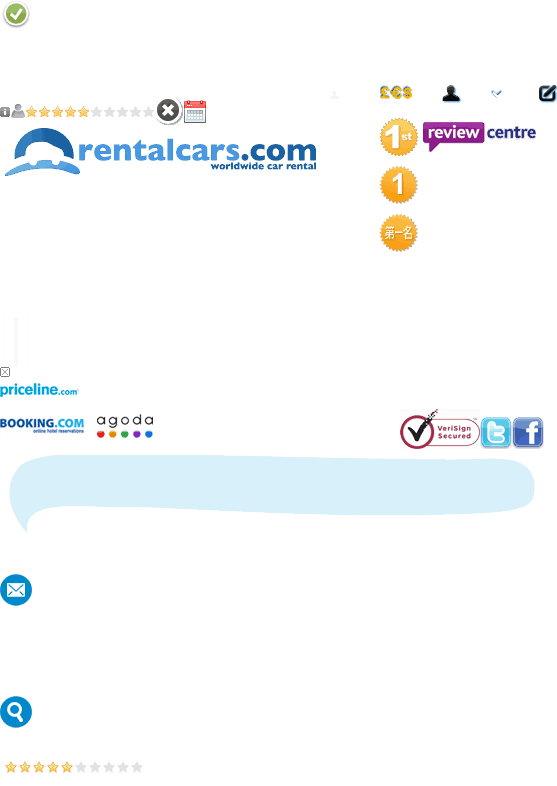 £€$
rentalcars.com
worldwide car rental
1st
review centre
1
第一名
priceline.com
BOOKING.COM
online hotel reservations
agoda
VeriSign
Secured
t
f